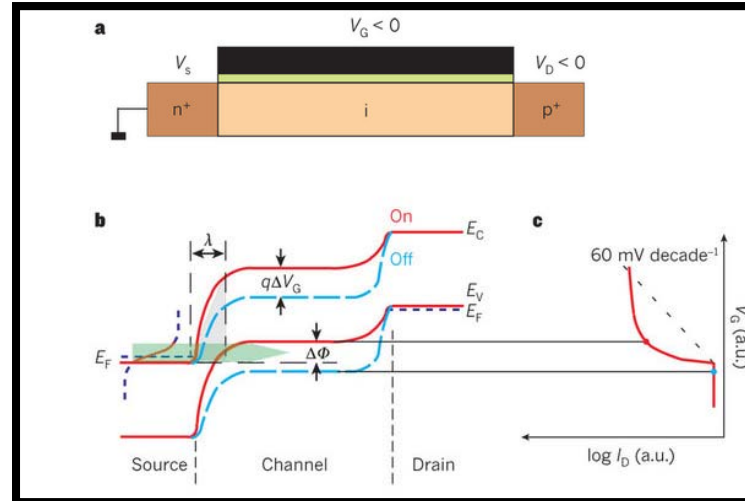 a
V_G < 0
V_s
V_D < 0
n⁺
i
p⁺
b
λ
On
E_C
Off
qΔV_G
E_V
E_F
ΔΦ
E_F
Source
Channel
Drain
c
60 mV decade⁻¹
V_G (a.u.)
log I_D (a.u.)